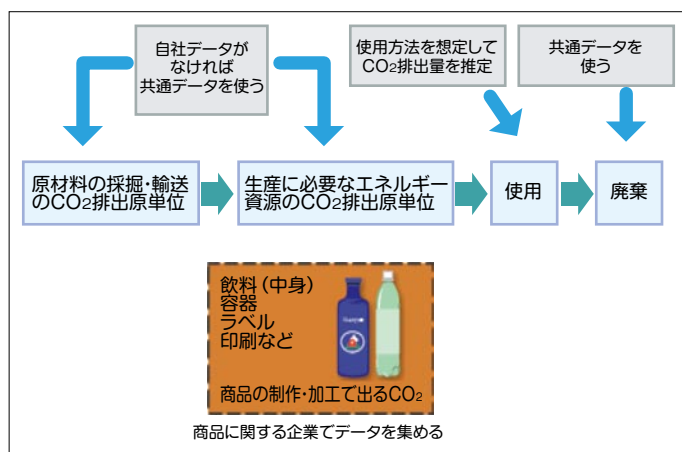 自社データが
なければ
共通データを使う
使用方法を想定して
CO2排出量を推定
共通データを
使う
原材料の採掘・輸送
のCO2排出原単位
生産に必要なエネルギー
資源のCO2排出原単位
使用
廃棄
飲料(中身)
容器
ラベル
印刷など
商品の制作・加工で出るCO2
商品に関する企業でデータを集める